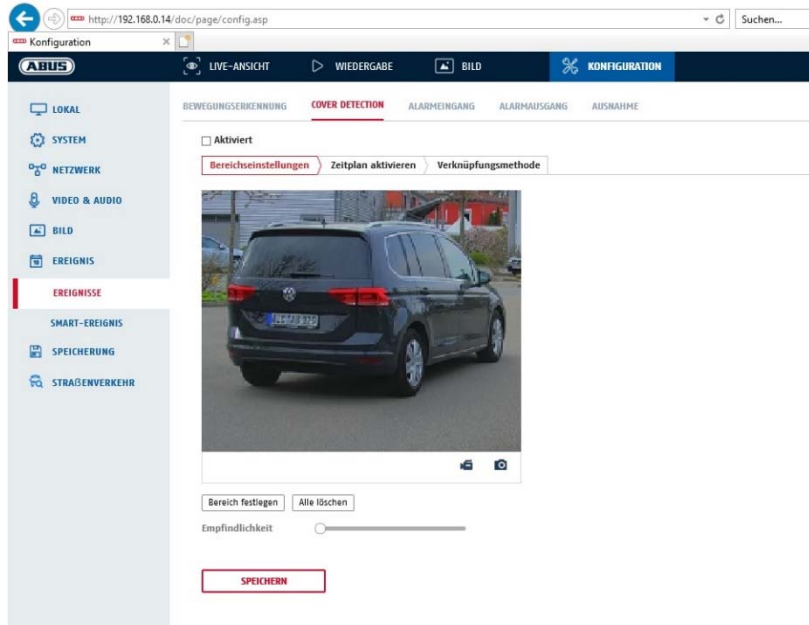 http://192.168.0.14/doc/page/config.asp
Suchen...
Konfiguration
ABUS
LIVE-ANSICHT
WIEDERGABE
BILD
KONFIGURATION
LOKAL
SYSTEM
NETZWERK
VIDEO & AUDIO
BILD
EREIGNIS
EREIGNISSE
SMART-EREIGNIS
SPEICHERUNG
STRAßENVERKEHR
BEWEGUNGSERKENNUNG
COVER DETECTION
ALARMEINGANG
ALARMAUSGANG
AUSNAHME
Aktiviert
Bereichseinstellungen
Zeitplan aktivieren
Verknüpfungsmethode
Bereich festlegen
Alle löschen
Empfindlichkeit
SPEICHERN